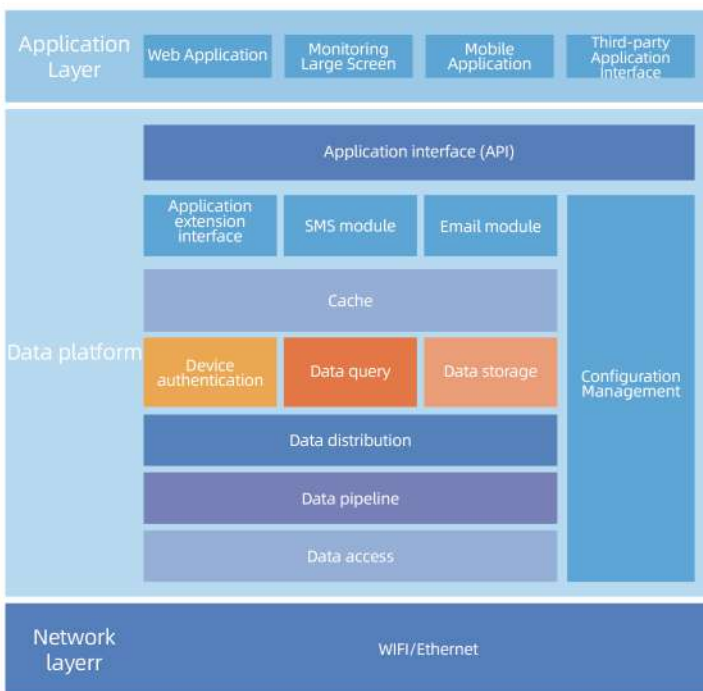 Application
Layer
Web Application
Monitoring
Large Screen
Mobile
Application
Third-party
Application
Interface
Data platform
Application interface (API)
Application
extension
interface
SMS module
Email module
Cache
Device
authentication
Data query
Data storage
Configuration
Management
Data distribution
Data pipeline
Data access
Network
layerr
WIFI/Ethernet